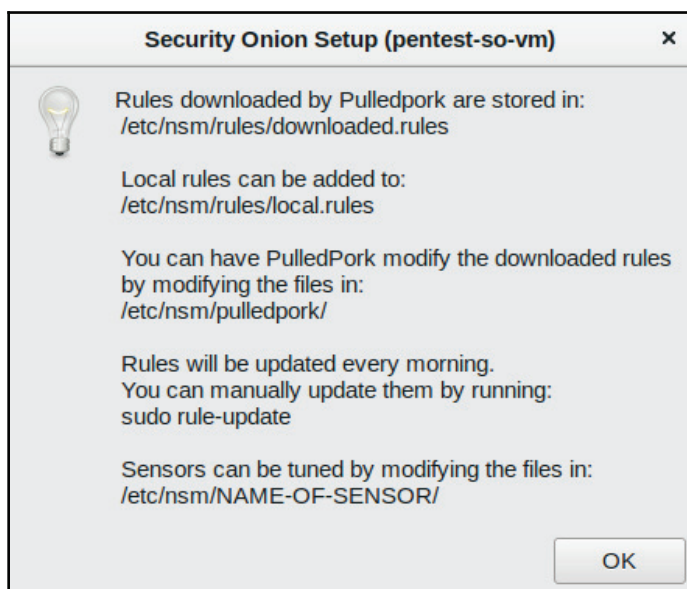 Security Onion Setup (pentest-so-vm) ×
Rules downloaded by Pulledpork are stored in:
/etc/nsm/rules/downloaded.rules
Local rules can be added to:
/etc/nsm/rules/local.rules
You can have PulledPork modify the downloaded rules
by modifying the files in:
/etc/nsm/pulledpork/
Rules will be updated every morning.
You can manually update them by running:
sudo rule-update
Sensors can be tuned by modifying the files in:
/etc/nsm/NAME-OF-SENSOR/
OK